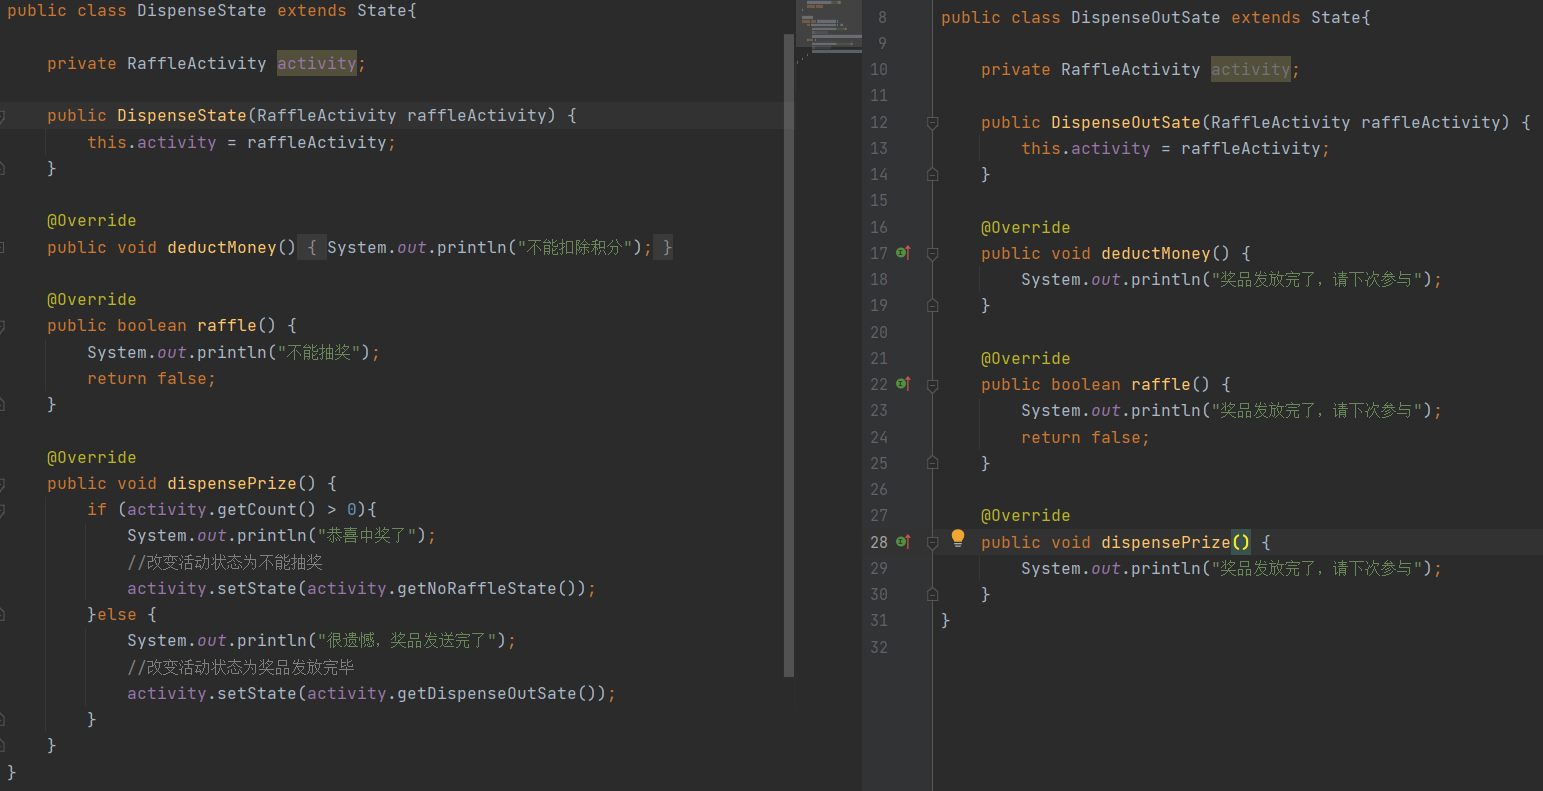 public class DispenseState extends State{
private RaffleActivity activity;
public DispenseState(RaffleActivity raffleActivity) {
this.activity = raffleActivity;
}
@Override
public void deductMoney() { System.out.println("不能扣除积分"); }
@Override
public boolean raffle() {
System.out.println("不能抽奖");
return false;
}
@Override
public void dispensePrize() {
if (activity.getCount() > 0){
System.out.println("恭喜中奖了");
//改变活动状态为不能抽奖
activity.setState(activity.getNoRaffleState());
}else {
System.out.println("很遗憾，奖品发送完了");
//改变活动状态为奖品发放完毕
activity.setState(activity.getDispenseOutSate());
}
}
}
8 public class DispenseOutSate extends State{
9
10 private RaffleActivity activity;
11
12 public DispenseOutSate(RaffleActivity raffleActivity) {
13 this.activity = raffleActivity;
14 }
15
16 @Override
17 public void deductMoney() {
18 System.out.println("奖品发放完了，请下次参与");
19 }
20
21 @Override
22 public boolean raffle() {
23 System.out.println("奖品发放完了，请下次参与");
24 return false;
25 }
26
27 @Override
28 public void dispensePrize() {
29 System.out.println("奖品发放完了，请下次参与");
30 }
31 }
32